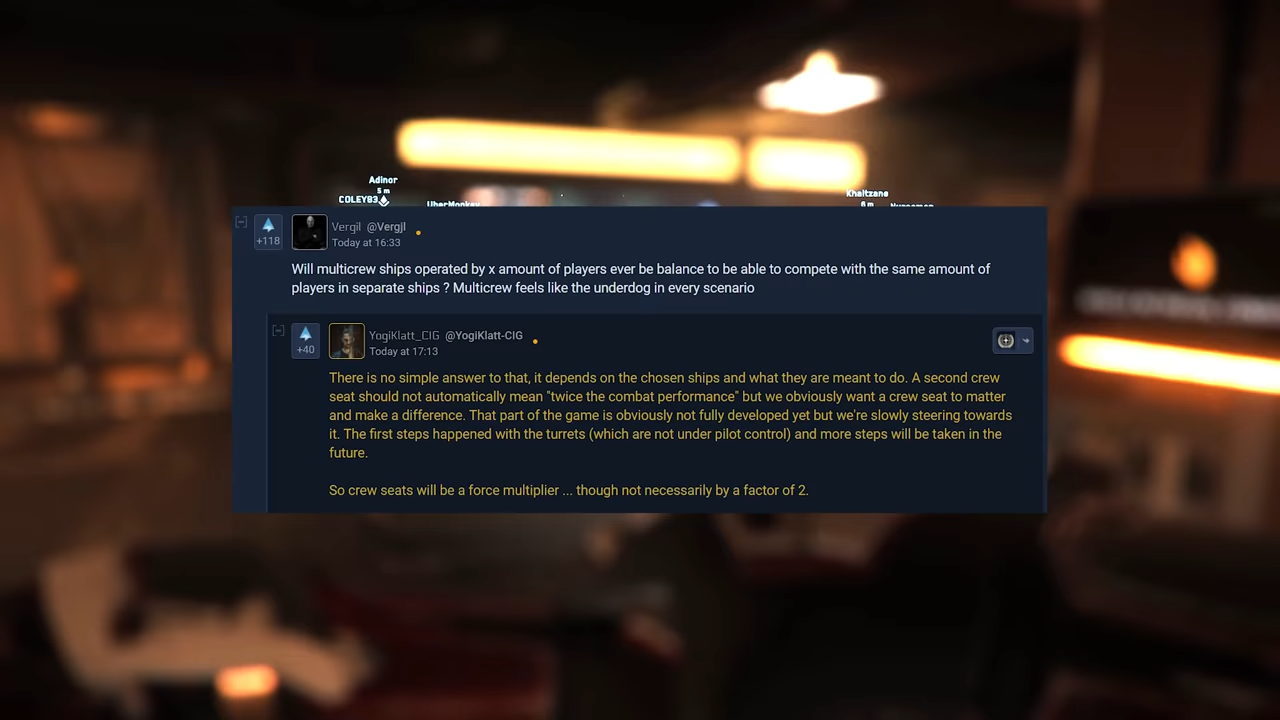 Adinor
5 m
COLEY83
UberMonkey
Khaltzane
6 m
[-]
+118
Vergil @Vergjl
Today at 16:33
Will multicrew ships operated by x amount of players ever be balance to be able to compete with the same amount of
players in separate ships ? Multicrew feels like the underdog in every scenario
[-]
+40
YogiKlatt_CIG @YogiKlatt-CIG
Today at 17:13
There is no simple answer to that, it depends on the chosen ships and what they are meant to do. A second crew
seat should not automatically mean "twice the combat performance" but we obviously want a crew seat to matter
and make a difference. That part of the game is obviously not fully developed yet but we're slowly steering towards
it. The first steps happened with the turrets (which are not under pilot control) and more steps will be taken in the
future.
So crew seats will be a force multiplier ... though not necessarily by a factor of 2.